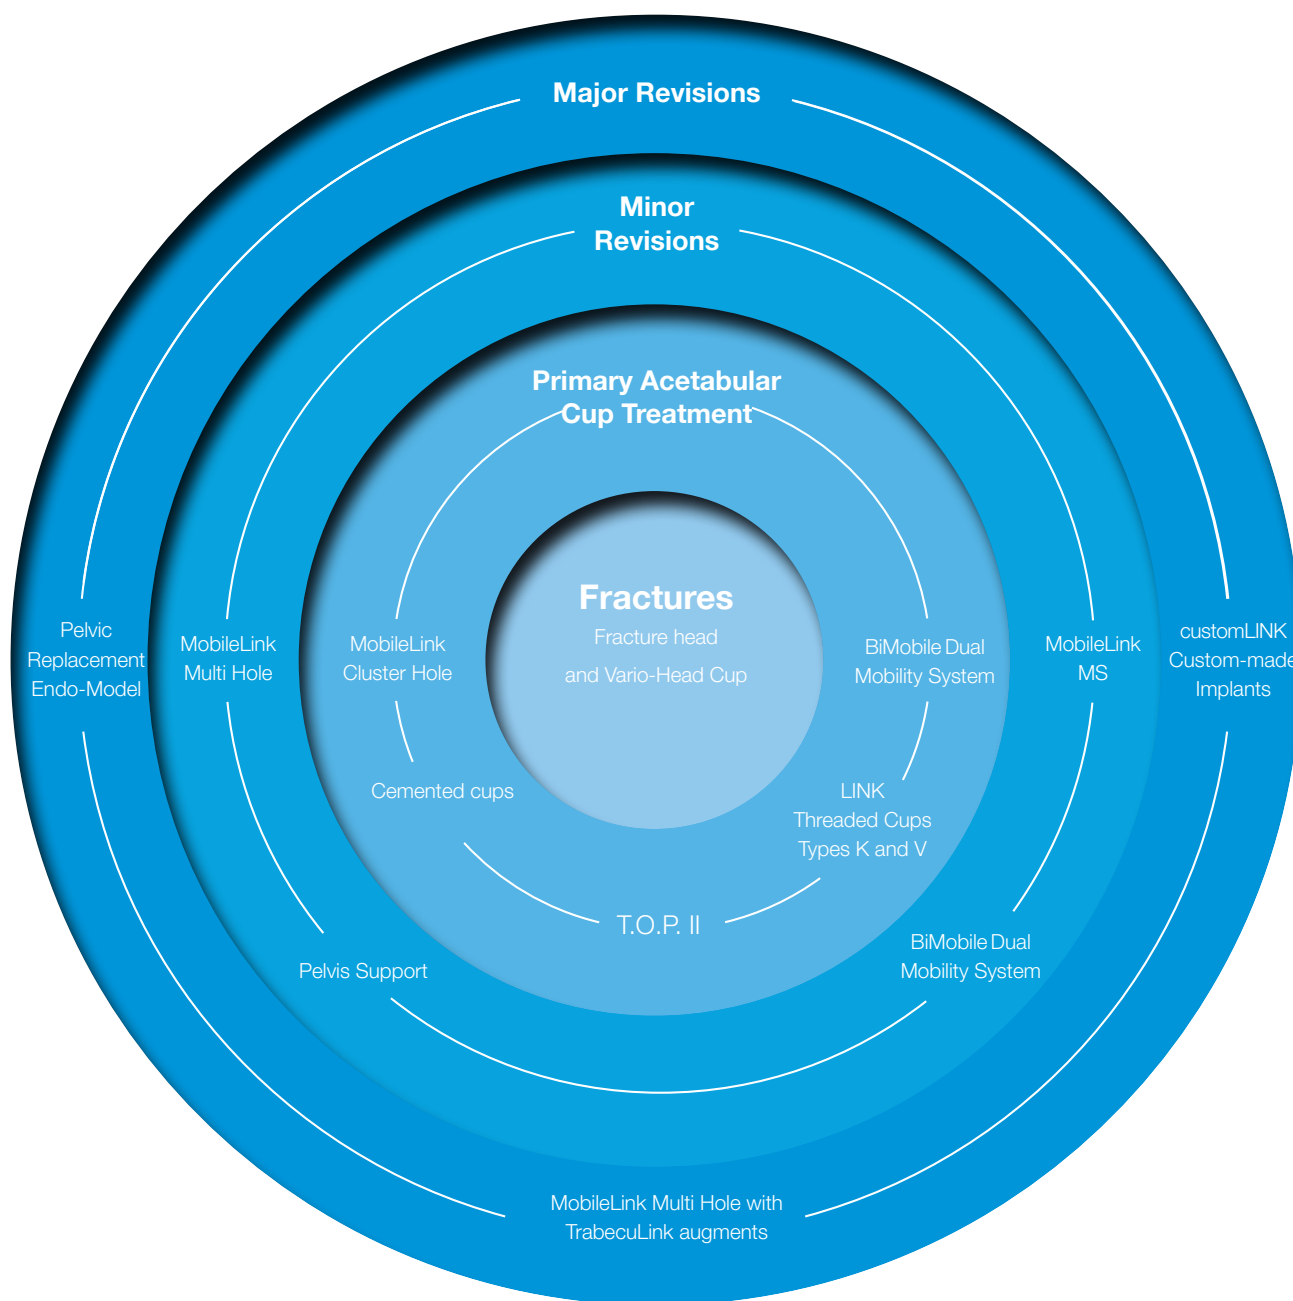 Major Revisions
Minor
Revisions
Primary Acetabular
Cup Treatment
Fractures
Fracture head
and Vario-Head Cup
Pelvic
Replacement
Endo-Model
MobileLink
Multi Hole
MobileLink
Cluster Hole
BiMobile Dual
Mobility System
MobileLink
MS
customLINK
Custom-made
Implants
Cemented cups
LINK
Threaded Cups
Types K and V
T.O.P. II
Pelvis Support
BiMobile Dual
Mobility System
MobileLink Multi Hole with
TrabecuLink augments